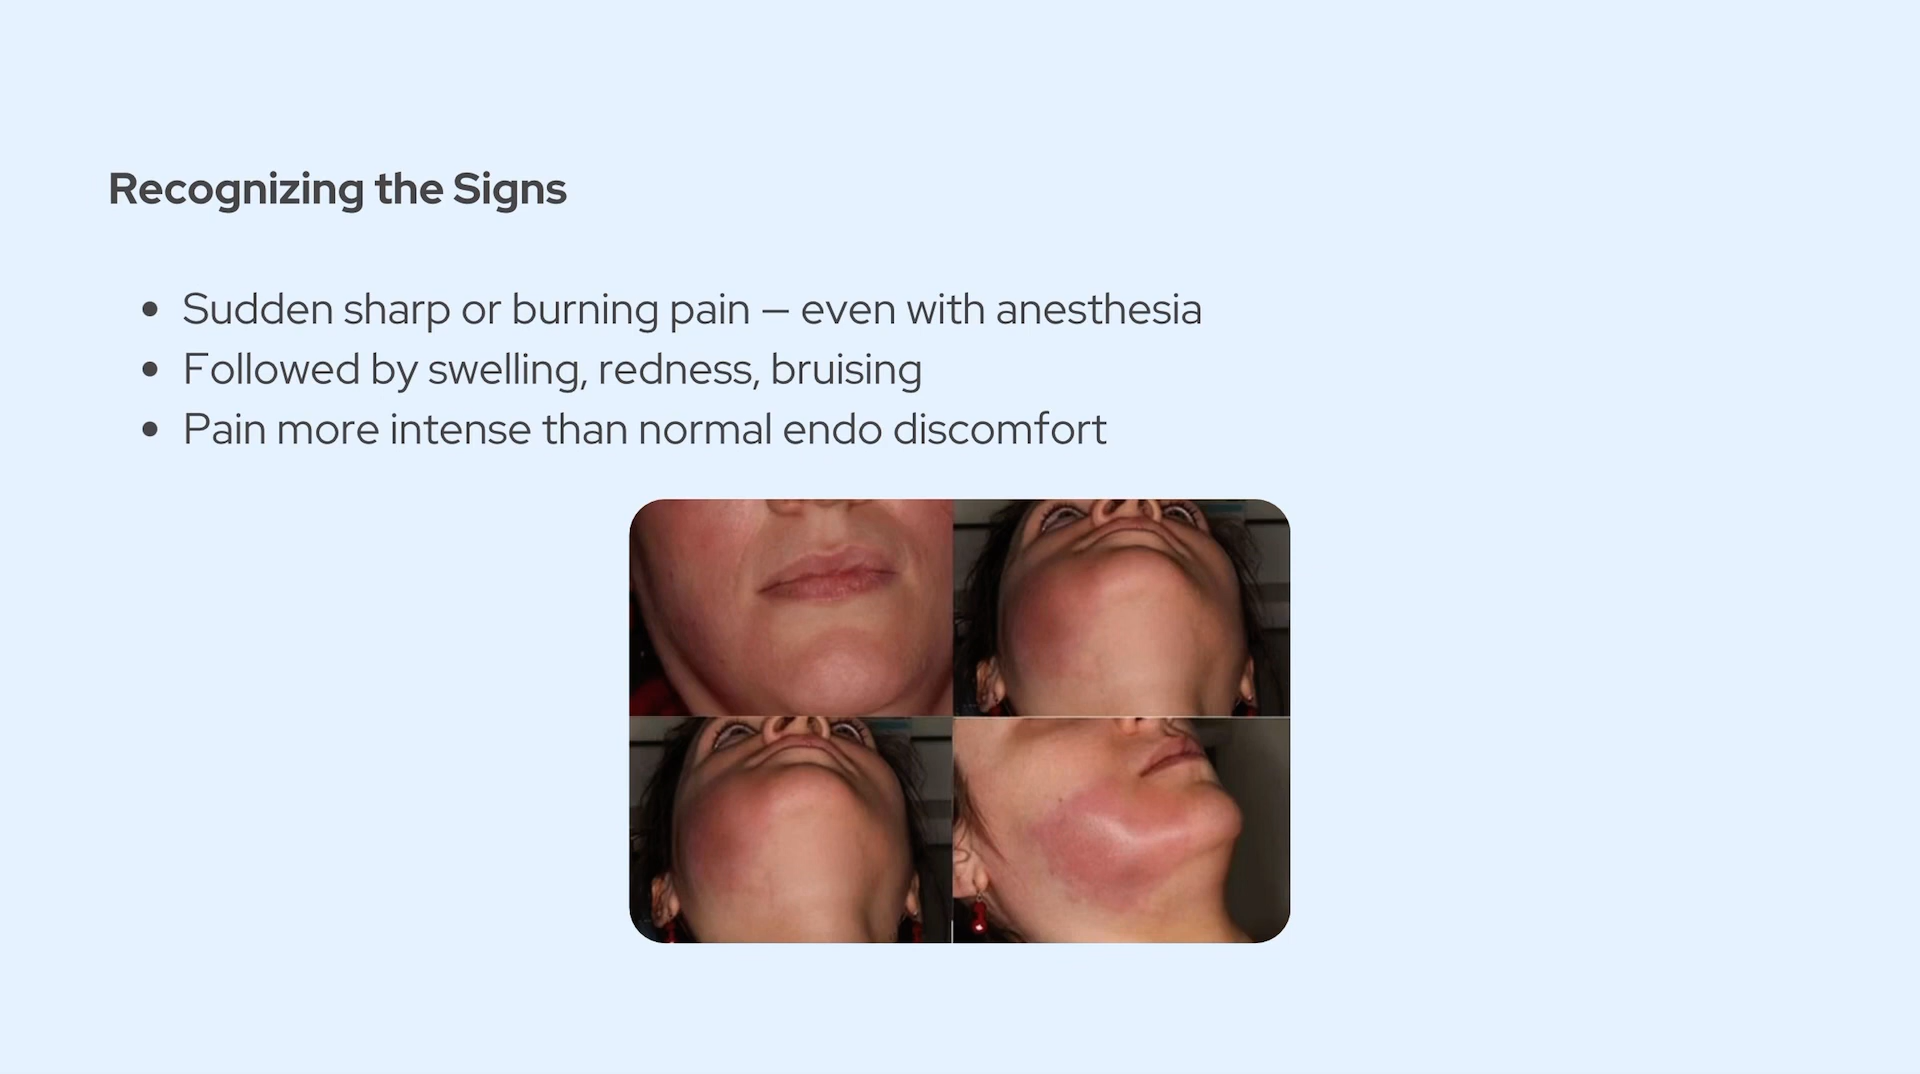 Recognizing the Signs
• Sudden sharp or burning pain — even with anesthesia
• Followed by swelling, redness, bruising
• Pain more intense than normal endo discomfort